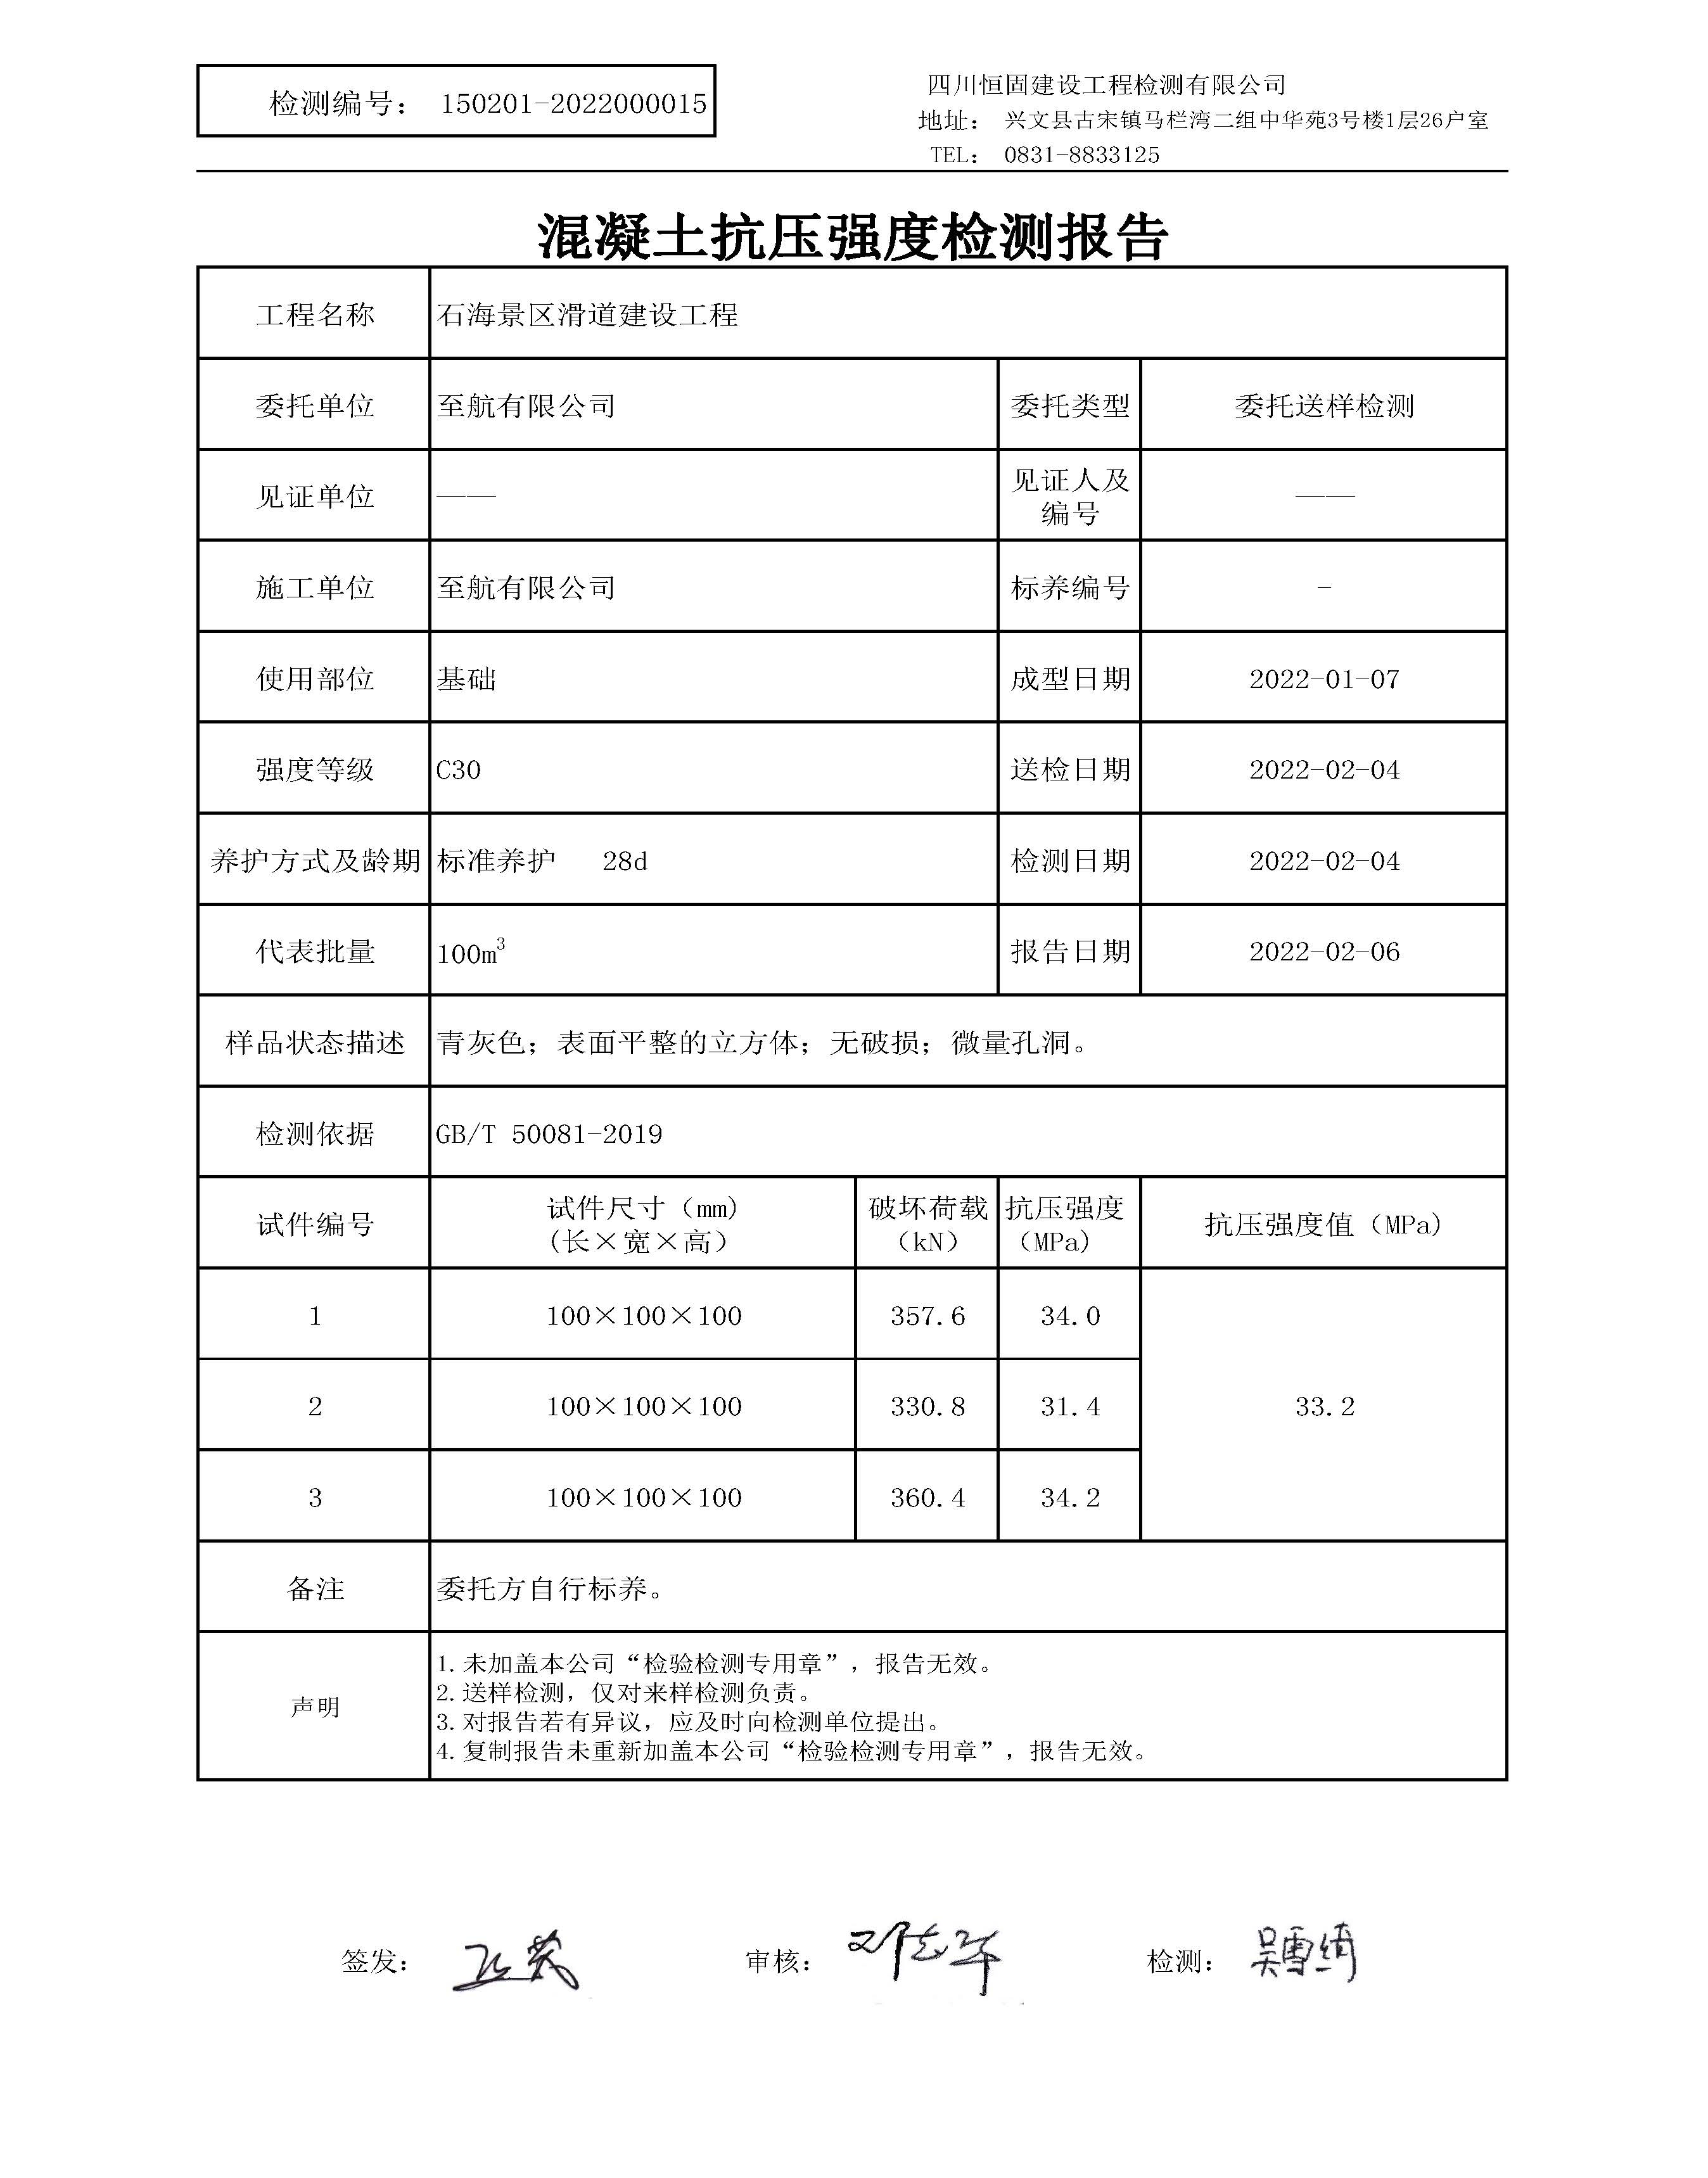 检测编号： 150201-2022000015
四川恒固建设工程检测有限公司
地址： 兴文县古宋镇马栏湾二组中华苑3号楼1层26户室
TEL： 0831-8833125
混凝土抗压强度检测报告
工程名称 石海景区滑道建设工程
委托单位 至航有限公司 委托类型 委托送样检测
见证单位 —— 见证人及编号 ——
施工单位 至航有限公司 标养编号 -
使用部位 基础 成型日期 2022-01-07
强度等级 C30 送检日期 2022-02-04
养护方式及龄期 标准养护 28d 检测日期 2022-02-04
代表批量 100m³ 报告日期 2022-02-06
样品状态描述 青灰色；表面平整的立方体；无破损；微量孔洞。
检测依据 GB/T 50081-2019
试件编号 试件尺寸（mm）（长×宽×高） 破坏荷载（kN） 抗压强度（MPa） 抗压强度值（MPa）
1 100×100×100 357.6 34.0
2 100×100×100 330.8 31.4 33.2
3 100×100×100 360.4 34.2
备注 委托方自行标养。
声明
1.未加盖本公司“检验检测专用章”，报告无效。
2.送样检测，仅对来样检测负责。
3.对报告若有异议，应及时向检测单位提出。
4.复制报告未重新加盖本公司“检验检测专用章”，报告无效。
签发： 审核： 检测： 吴雪绮